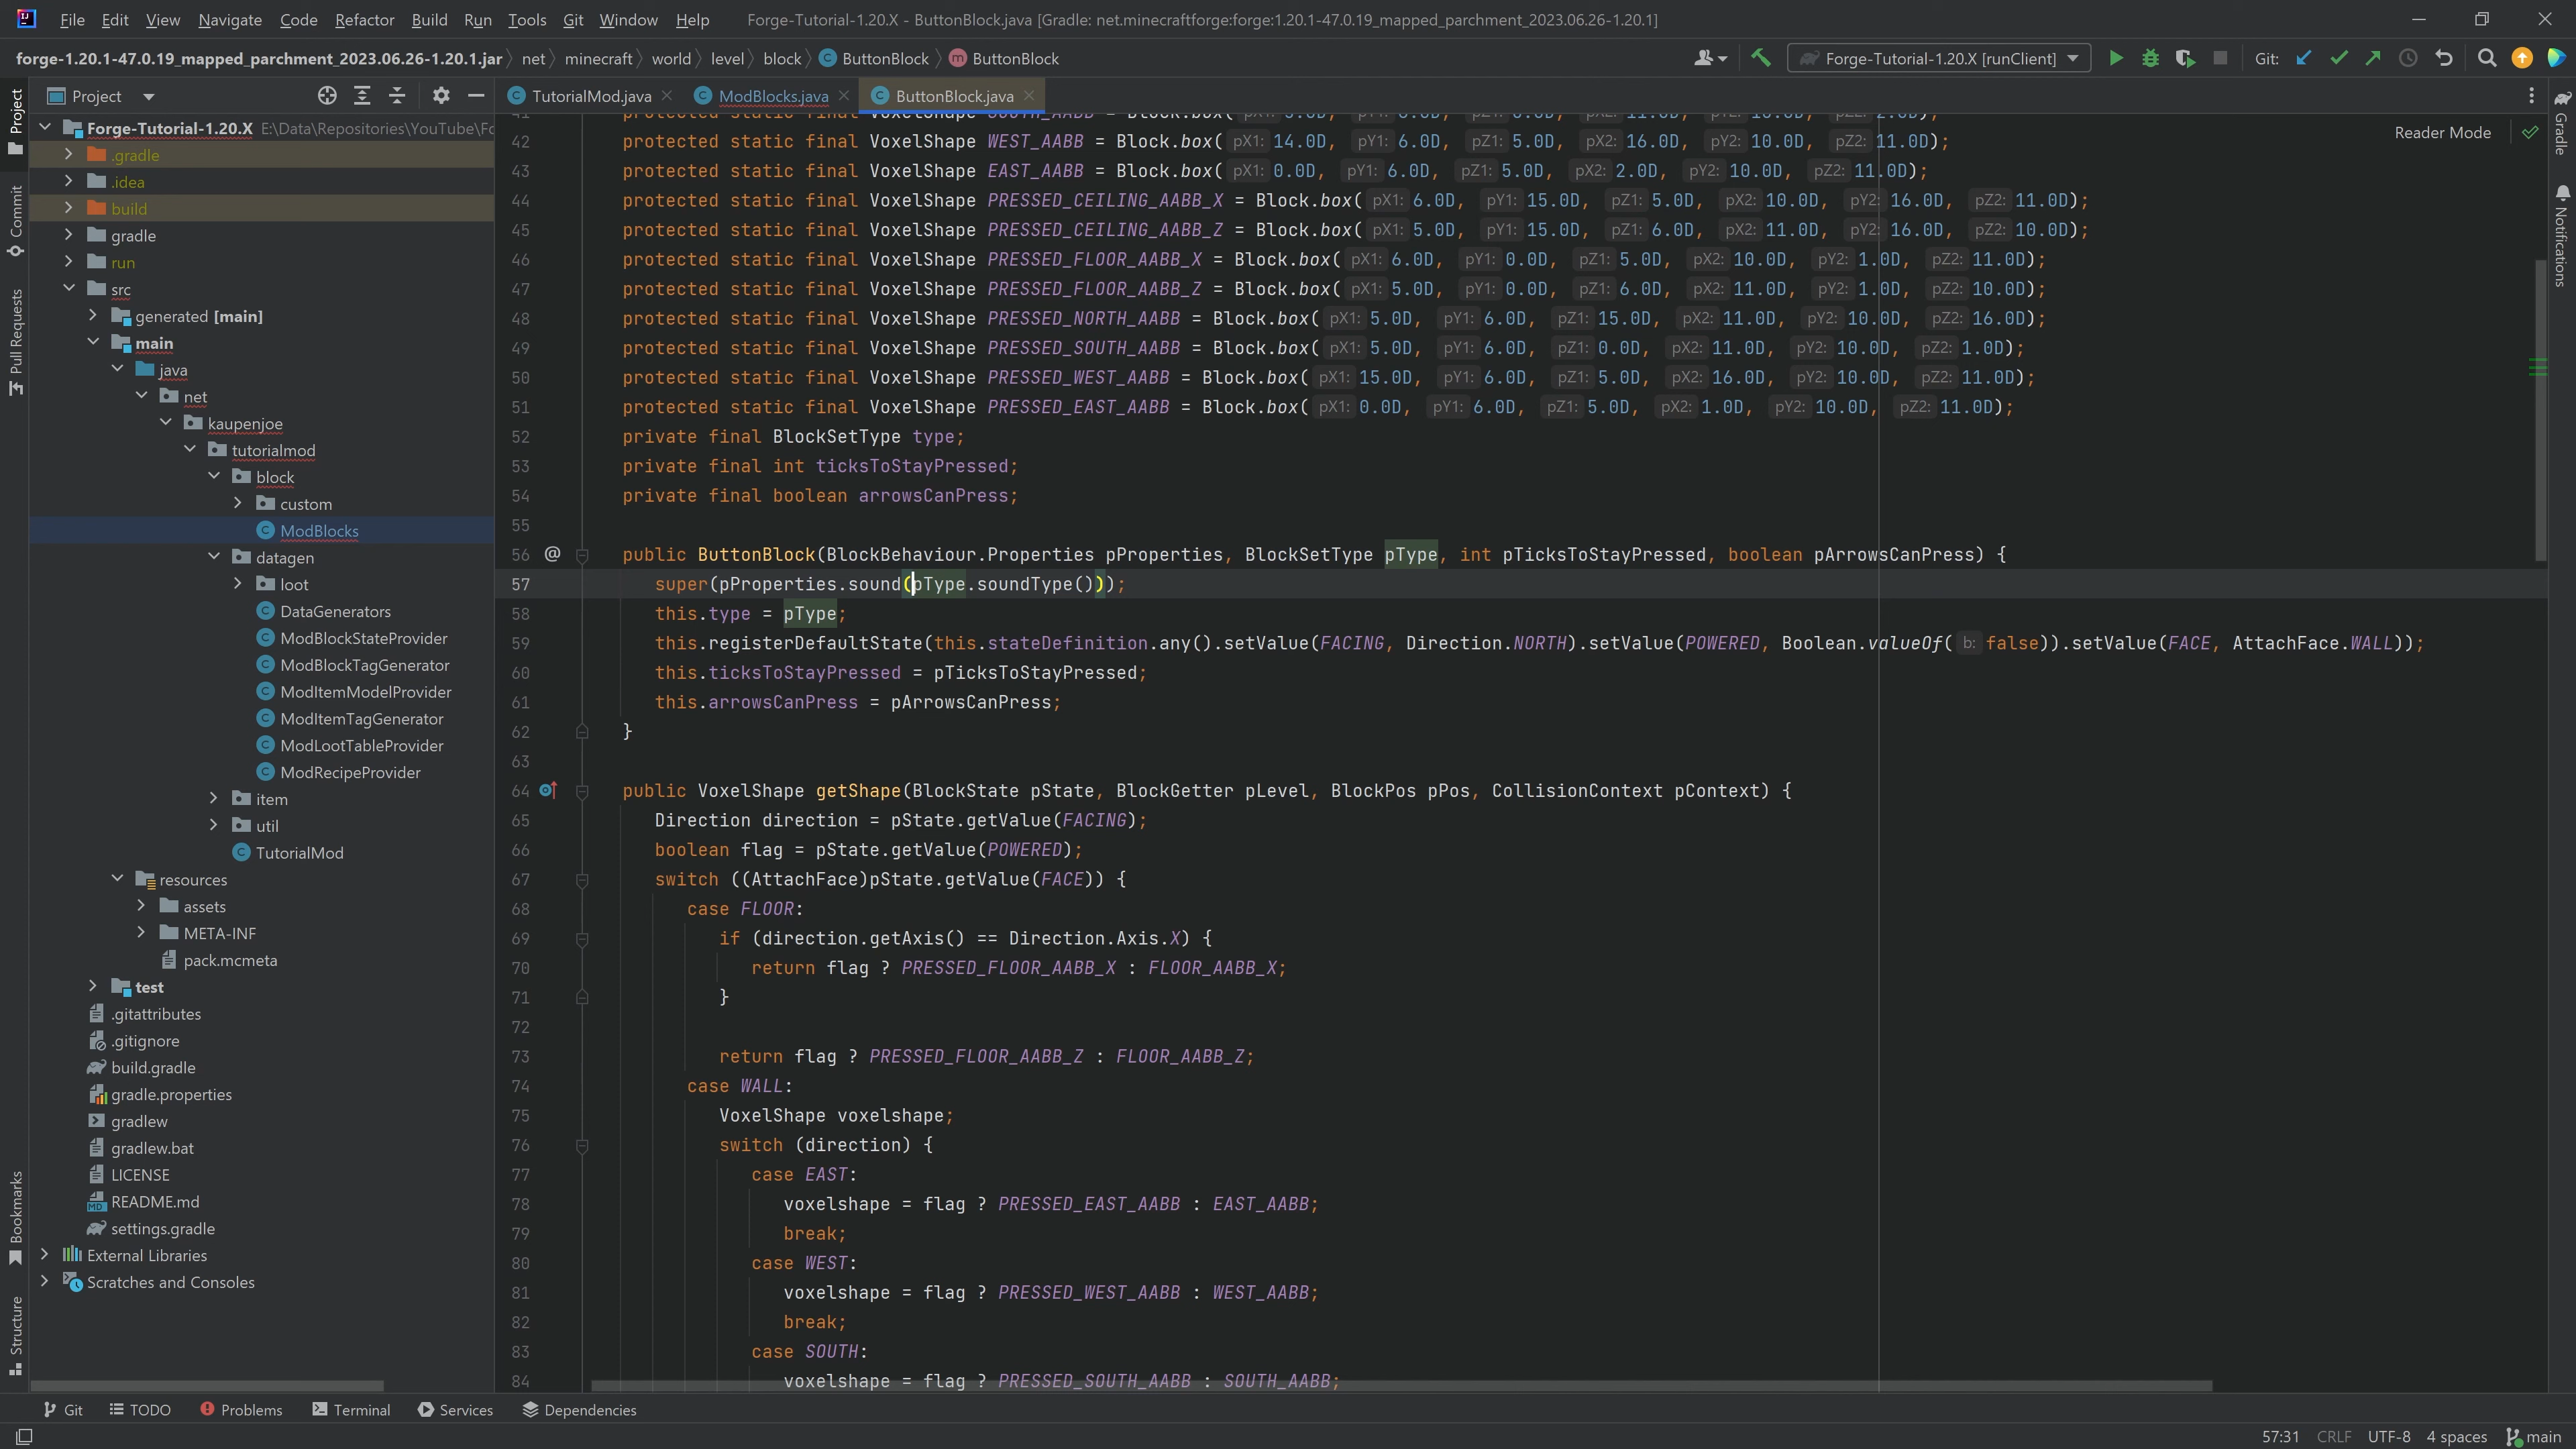 File Edit View Navigate Code Refactor Build Run Tools Git Window Help Forge-Tutorial-1.20.X - ButtonBlock.java [Gradle: net.minecraftforge:forge:1.20.1-47.0.19_mapped_parchment_2023.06.26-1.20.1]
forge-1.20.1-47.0.19_mapped_parchment_2023.06.26-1.20.1.jar net minecraft world level block ButtonBlock ButtonBlock Forge-Tutorial-1.20.X [runClient] Git:
Project
TutorialMod.java ModBlocks.java ButtonBlock.java
Project
Commit
Pull Requests
Bookmarks
Structure
Forge-Tutorial-1.20.X E:\Data\Repositories\YouTube\Fo
.gradle
.idea
build
gradle
run
src
generated [main]
main
java
net
kaupenjoe
tutorialmod
block
custom
ModBlocks
datagen
loot
DataGenerators
ModBlockStateProvider
ModBlockTagGenerator
ModItemModelProvider
ModItemTagGenerator
ModLootTableProvider
ModRecipeProvider
item
util
TutorialMod
resources
assets
META-INF
pack.mcmeta
test
.gitattributes
.gitignore
build.gradle
gradle.properties
gradlew
gradlew.bat
LICENSE
README.md
settings.gradle
External Libraries
Scratches and Consoles
Reader Mode
42 protected static final VoxelShape WEST_AABB = Block.box( pX1: 14.0D, pY1: 6.0D, pZ1: 5.0D, pX2: 16.0D, pY2: 10.0D, pZ2: 11.0D);
43 protected static final VoxelShape EAST_AABB = Block.box( pX1: 0.0D, pY1: 6.0D, pZ1: 5.0D, pX2: 2.0D, pY2: 10.0D, pZ2: 11.0D);
44 protected static final VoxelShape PRESSED_CEILING_AABB_X = Block.box( pX1: 6.0D, pY1: 15.0D, pZ1: 5.0D, pX2: 10.0D, pY2: 16.0D, pZ2: 11.0D);
45 protected static final VoxelShape PRESSED_CEILING_AABB_Z = Block.box( pX1: 5.0D, pY1: 15.0D, pZ1: 6.0D, pX2: 11.0D, pY2: 16.0D, pZ2: 10.0D);
46 protected static final VoxelShape PRESSED_FLOOR_AABB_X = Block.box( pX1: 6.0D, pY1: 0.0D, pZ1: 5.0D, pX2: 10.0D, pY2: 1.0D, pZ2: 11.0D);
47 protected static final VoxelShape PRESSED_FLOOR_AABB_Z = Block.box( pX1: 5.0D, pY1: 0.0D, pZ1: 6.0D, pX2: 11.0D, pY2: 1.0D, pZ2: 10.0D);
48 protected static final VoxelShape PRESSED_NORTH_AABB = Block.box( pX1: 5.0D, pY1: 6.0D, pZ1: 15.0D, pX2: 11.0D, pY2: 10.0D, pZ2: 16.0D);
49 protected static final VoxelShape PRESSED_SOUTH_AABB = Block.box( pX1: 5.0D, pY1: 6.0D, pZ1: 0.0D, pX2: 11.0D, pY2: 10.0D, pZ2: 1.0D);
50 protected static final VoxelShape PRESSED_WEST_AABB = Block.box( pX1: 15.0D, pY1: 6.0D, pZ1: 5.0D, pX2: 16.0D, pY2: 10.0D, pZ2: 11.0D);
51 protected static final VoxelShape PRESSED_EAST_AABB = Block.box( pX1: 0.0D, pY1: 6.0D, pZ1: 5.0D, pX2: 1.0D, pY2: 10.0D, pZ2: 11.0D);
52 private final BlockSetType type;
53 private final int ticksToStayPressed;
54 private final boolean arrowsCanPress;
55
56 @ public ButtonBlock(BlockBehaviour.Properties pProperties, BlockSetType pType, int pTicksToStayPressed, boolean pArrowsCanPress) {
57 super(pProperties.sound(pType.soundType()));
58 this.type = pType;
59 this.registerDefaultState(this.stateDefinition.any().setValue(FACING, Direction.NORTH).setValue(POWERED, Boolean.valueOf( b: false)).setValue(FACE, AttachFace.WALL));
60 this.ticksToStayPressed = pTicksToStayPressed;
61 this.arrowsCanPress = pArrowsCanPress;
62 }
63
64 public VoxelShape getShape(BlockState pState, BlockGetter pLevel, BlockPos pPos, CollisionContext pContext) {
65 Direction direction = pState.getValue(FACING);
66 boolean flag = pState.getValue(POWERED);
67 switch ((AttachFace)pState.getValue(FACE)) {
68 case FLOOR:
69 if (direction.getAxis() == Direction.Axis.X) {
70 return flag ? PRESSED_FLOOR_AABB_X : FLOOR_AABB_X;
71 }
72
73 return flag ? PRESSED_FLOOR_AABB_Z : FLOOR_AABB_Z;
74 case WALL:
75 VoxelShape voxelshape;
76 switch (direction) {
77 case EAST:
78 voxelshape = flag ? PRESSED_EAST_AABB : EAST_AABB;
79 break;
80 case WEST:
81 voxelshape = flag ? PRESSED_WEST_AABB : WEST_AABB;
82 break;
83 case SOUTH:
84 voxelshape = flag ? PRESSED_SOUTH_AABB : SOUTH_AABB;
Gradle
Notifications
Git TODO Problems Terminal Services Dependencies
57:31 CRLF UTF-8 4 spaces main